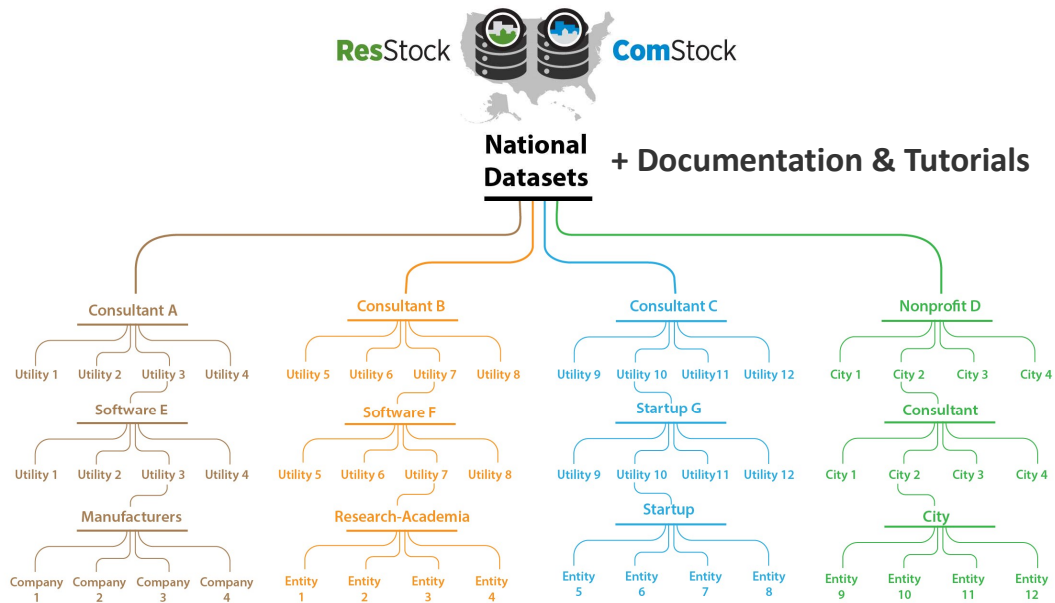 ResStock
ComStock
National
Datasets
+ Documentation & Tutorials
Consultant A
Consultant B
Consultant C
Nonprofit D
Utility 1 Utility 2 Utility 3 Utility 4
Utility 5 Utility 6 Utility 7 Utility 8
Utility 9 Utility 10 Utility11 Utility 12
City 1 City 2 City 3 City 4
Software E
Software F
Startup G
Consultant
Utility 1 Utility 2 Utility 3 Utility 4
Utility 5 Utility 6 Utility 7 Utility 8
Utility 9 Utility 10 Utility11 Utility 12
City 1 City 2 City 3 City 4
Manufacturers
Research-Academia
Startup
City
Company Company Company Company
1 2 3 4
Entity Entity Entity Entity
1 2 3 4
Entity Entity Entity Entity
5 6 7 8
Entity Entity Entity Entity
9 10 11 12